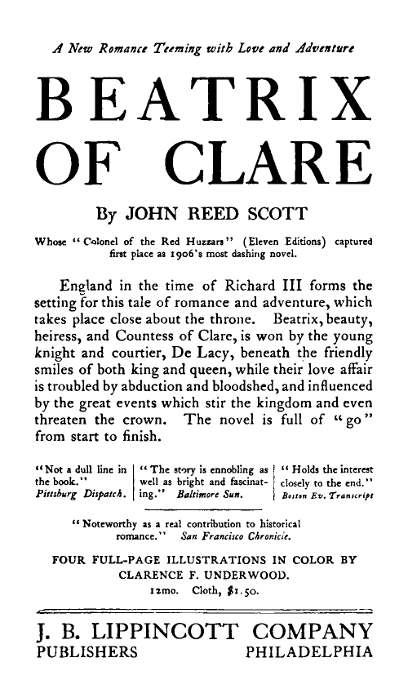 A New Romance Teeming with Love and Adventure
BEATRIX
OF CLARE
By JOHN REED SCOTT
Whose "Colonel of the Red Huzzars" (Eleven Editions) captured
first place as 1906's most dashing novel.
England in the time of Richard III forms the
setting for this tale of romance and adventure, which
takes place close about the throne. Beatrix, beauty,
heiress, and Countess of Clare, is won by the young
knight and courtier, De Lacy, beneath the friendly
smiles of both king and queen, while their love affair
is troubled by abduction and bloodshed, and influenced
by the great events which stir the kingdom and even
threaten the crown. The novel is full of "go"
from start to finish.
"Not a dull line in
the book."
Pittsburg Dispatch.
"The story is ennobling as
well as bright and fascinat-
ing." Baltimore Sun.
"Holds the interest
closely to the end."
Boston Ev. Transcript
"Noteworthy as a real contribution to historical
romance." San Francisco Chronicle.
FOUR FULL-PAGE ILLUSTRATIONS IN COLOR BY
CLARENCE F. UNDERWOOD.
12mo. Cloth, $1.50.
J. B. LIPPINCOTT COMPANY
PUBLISHERS PHILADELPHIA